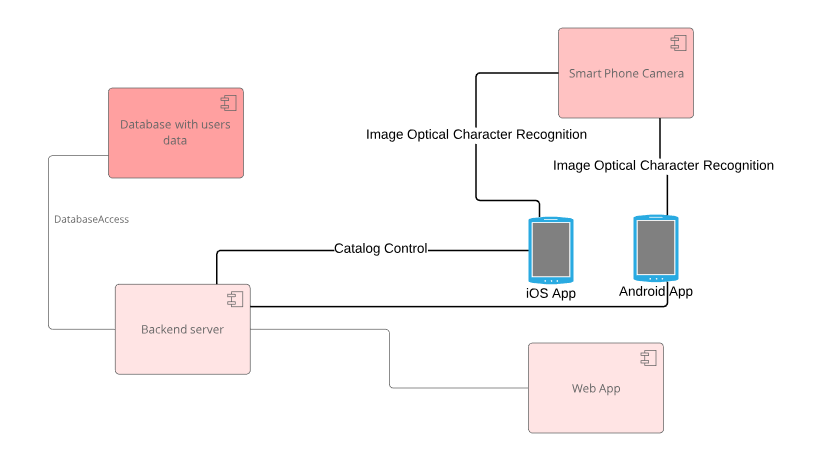 Smart Phone Camera
Database with users
data
Image Optical Character Recognition
Image Optical Character Recognition
DatabaseAccess
Catalog Control
iOS App
Android App
Backend server
Web App